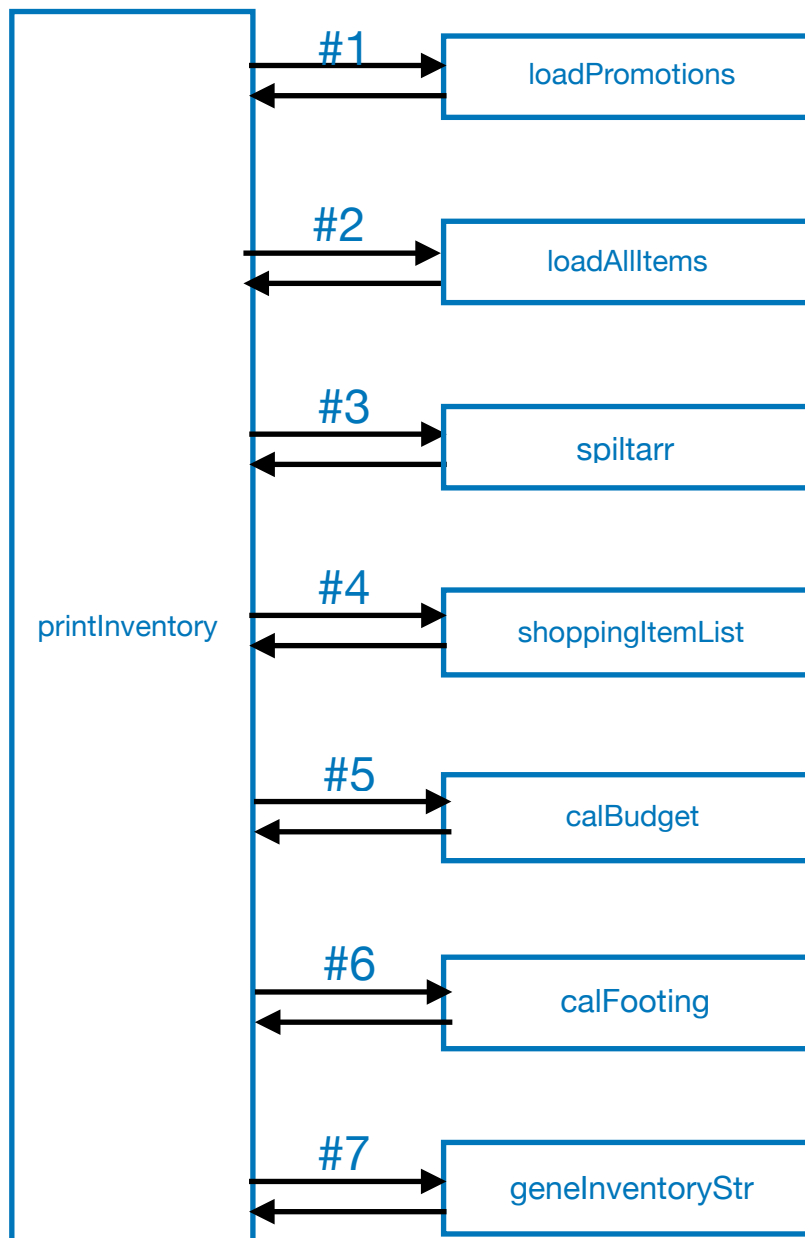 #1
loadPromotions
#2
loadAllItems
#3
spiltarr
printInventory
#4
shoppingItemList
#5
calBudget
#6
calFooting
#7
geneInventoryStr